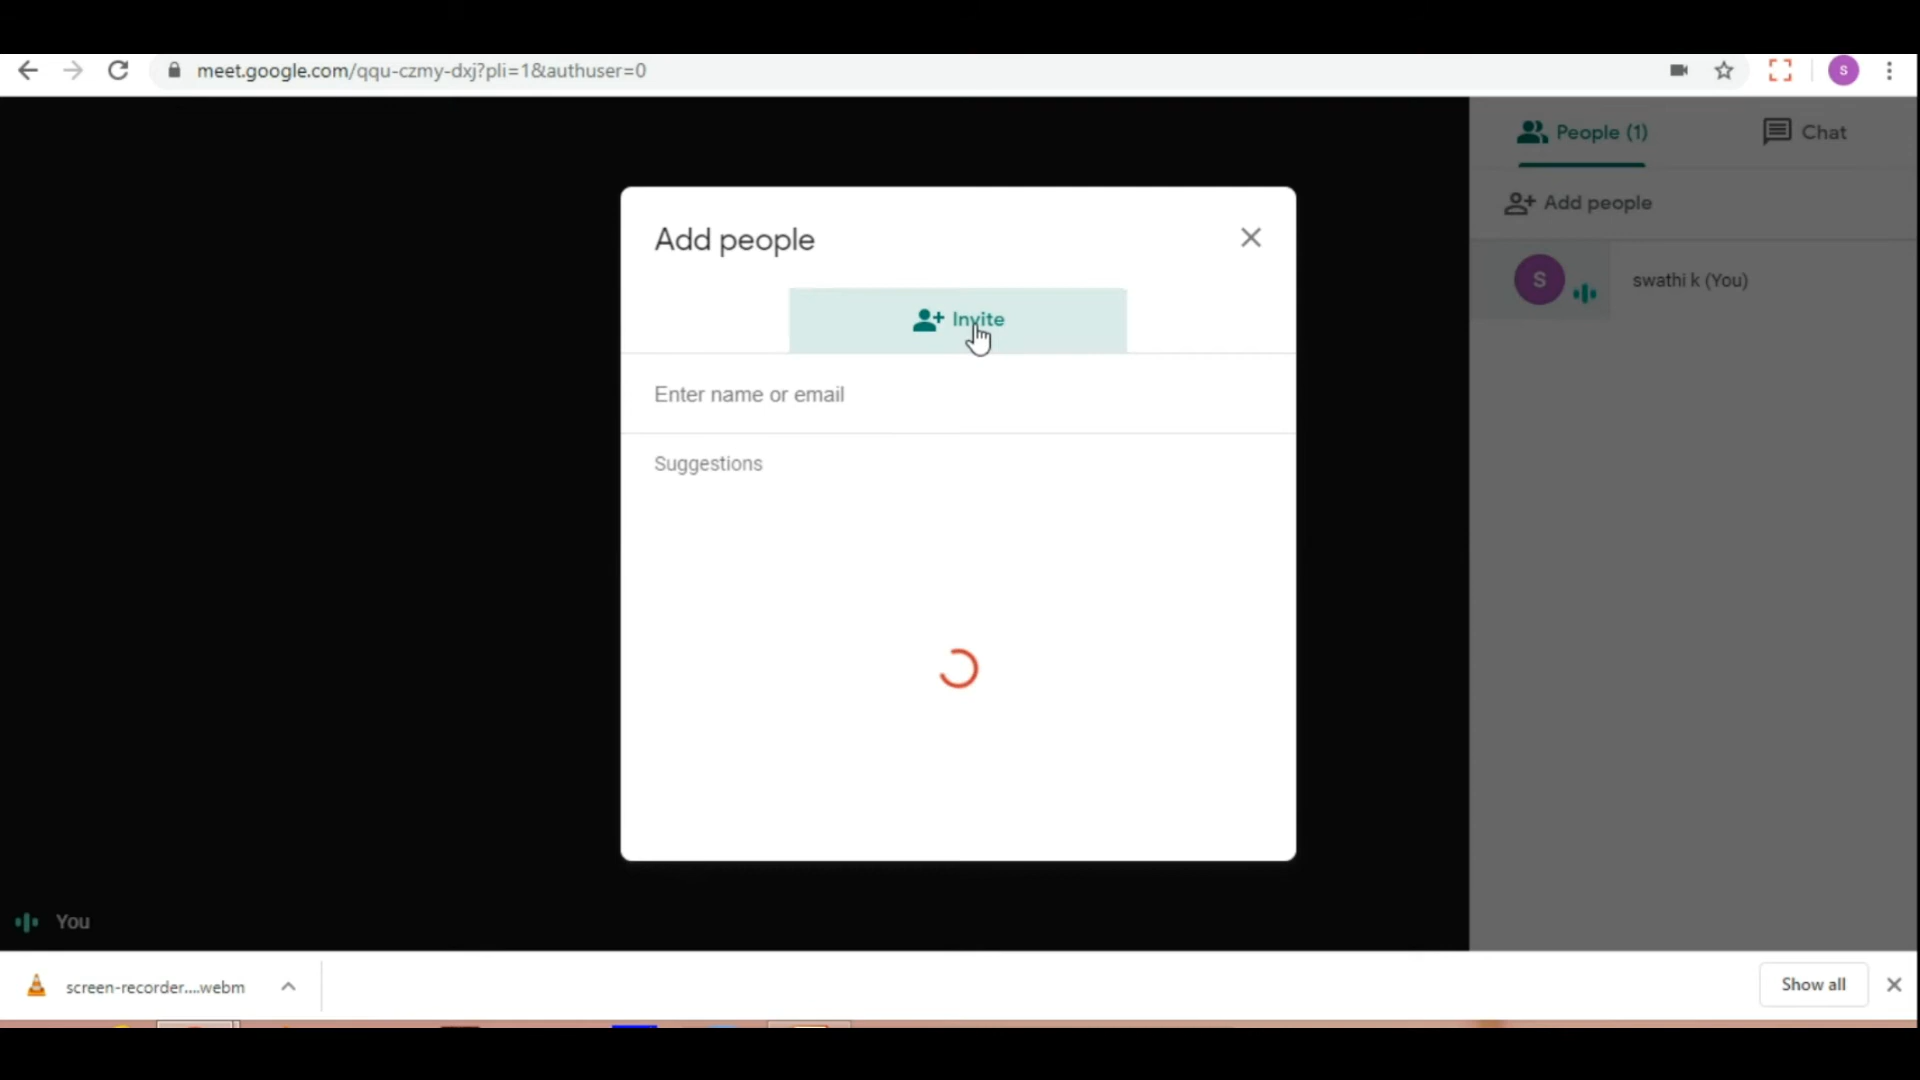 meet.google.com/qqu-czmy-dxj?pli=1&authuser=0
S
People (1)
Chat
Add people
S
swathi k (You)
Add people
Invite
Enter name or email
Suggestions
You
screen-recorder....webm
Show all